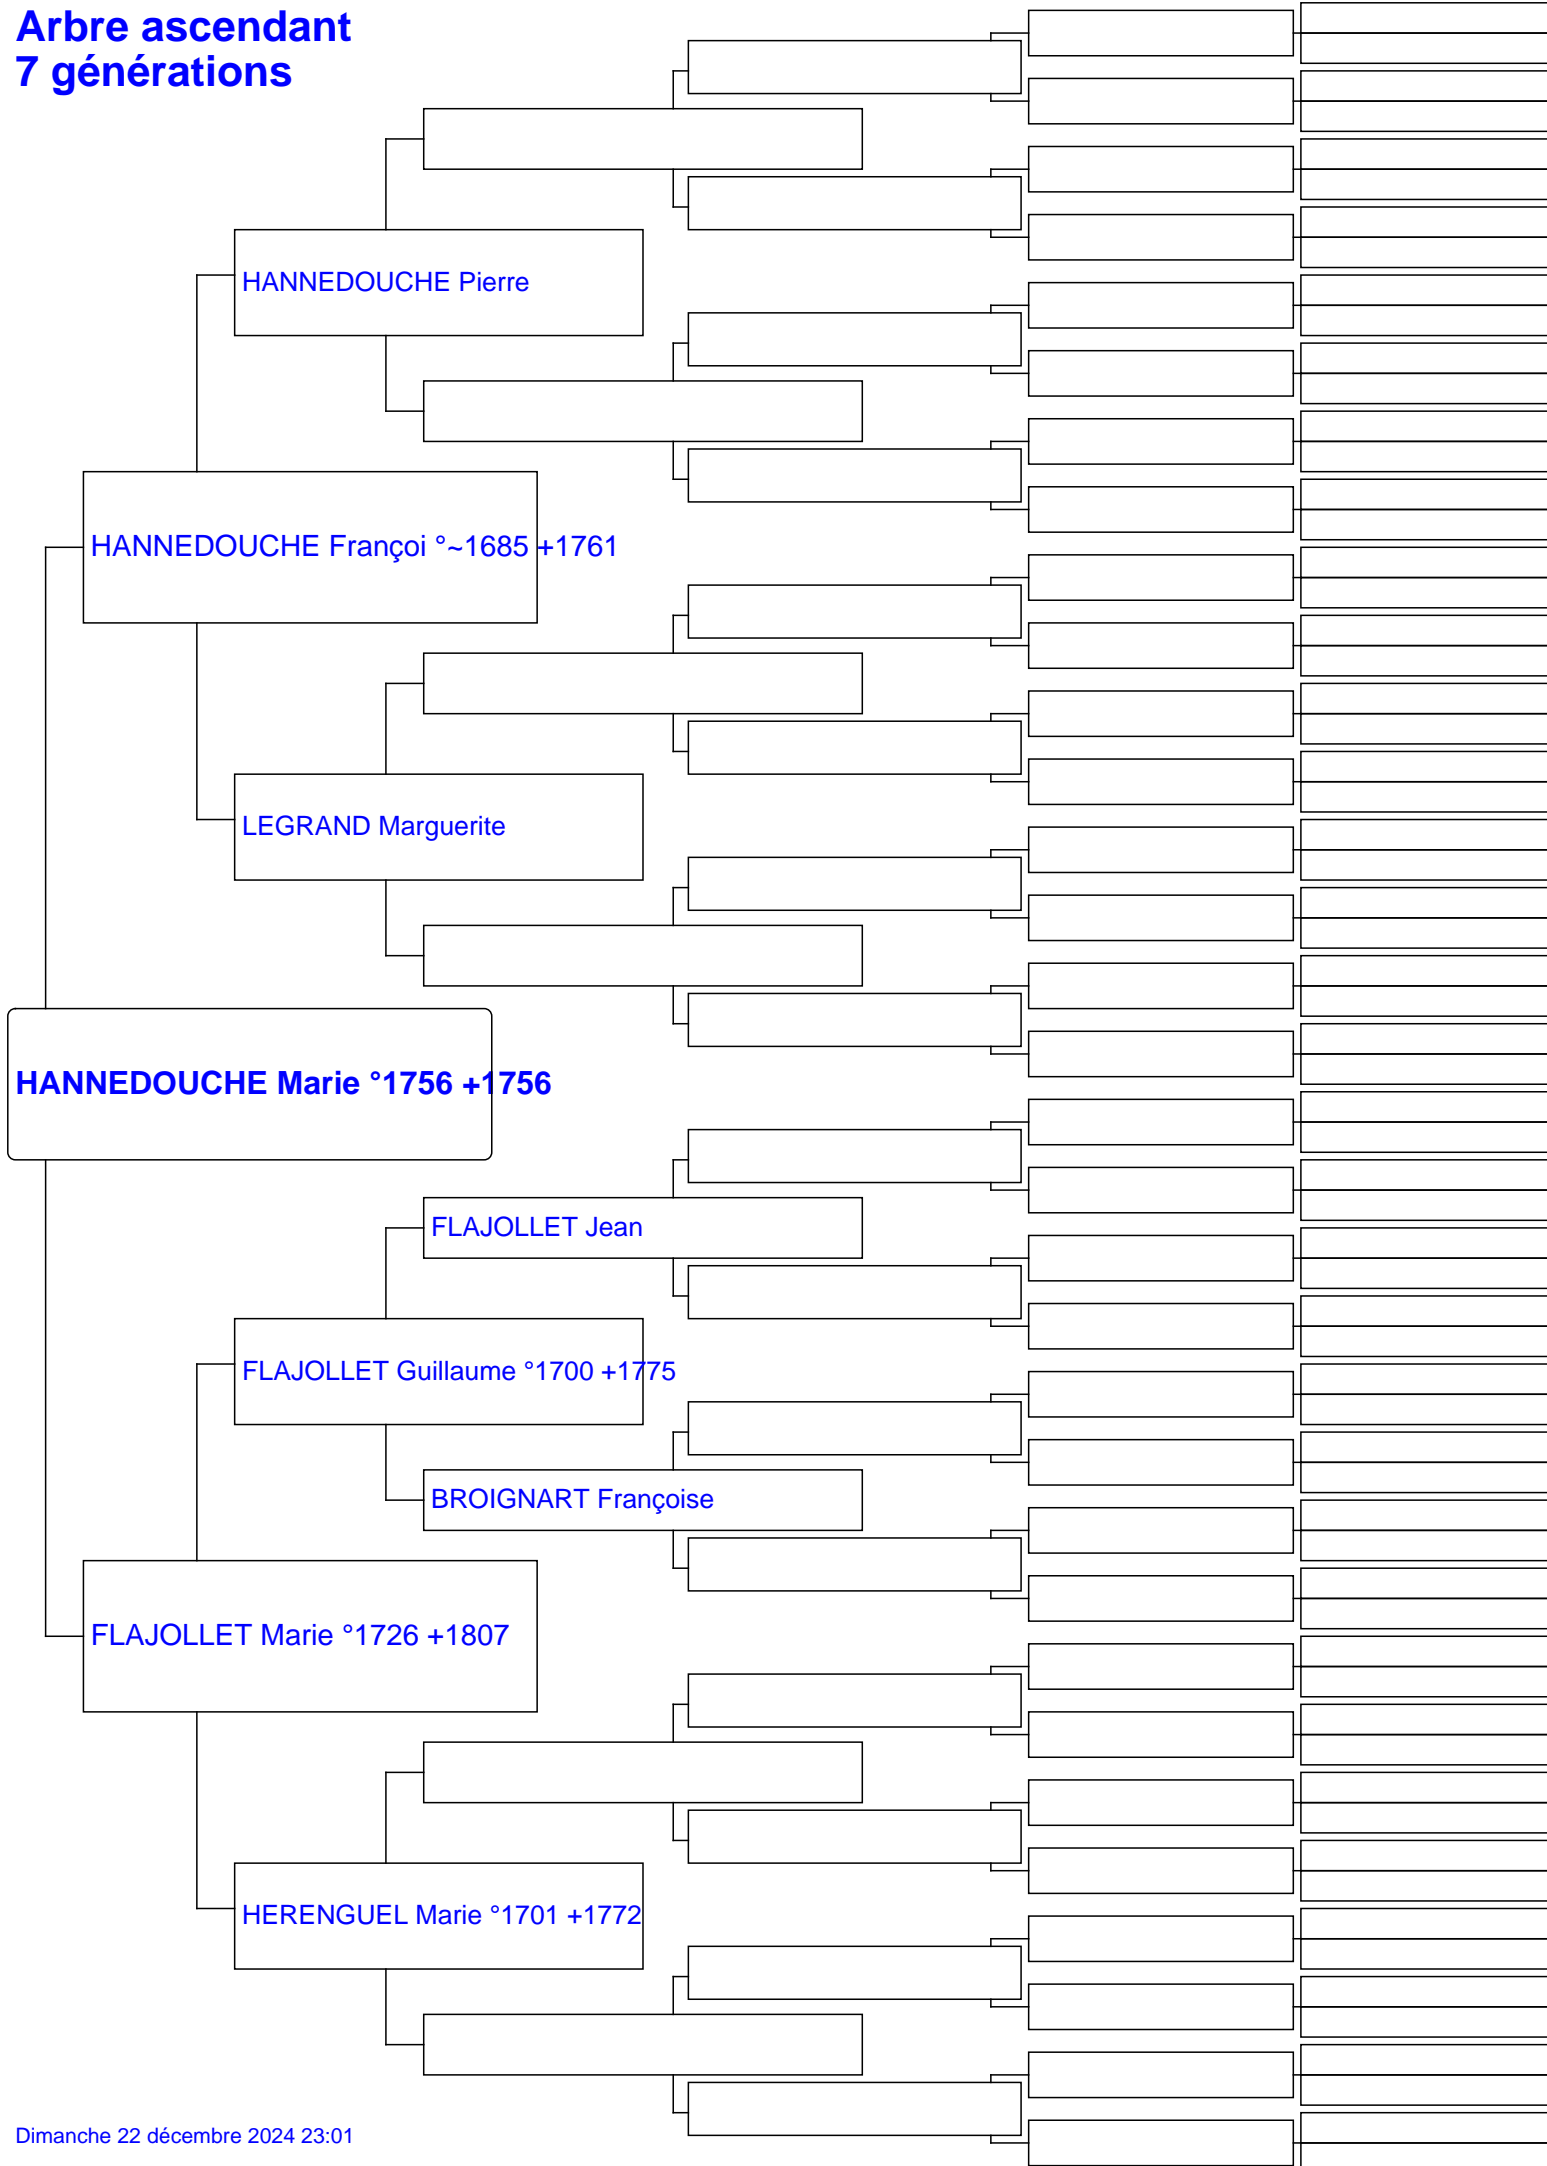 Arbre ascendant
7 générations
HANNEDOUCHE Pierre
HANNEDOUCHE Françoi °~1685 +1761
LEGRAND Marguerite
HANNEDOUCHE Marie °1756 +1756
FLAJOLLET Jean
FLAJOLLET Guillaume °1700 +1775
BROIGNART Françoise
FLAJOLLET Marie °1726 +1807
HERENGUEL Marie °1701 +1772
Dimanche 22 décembre 2024 23:01